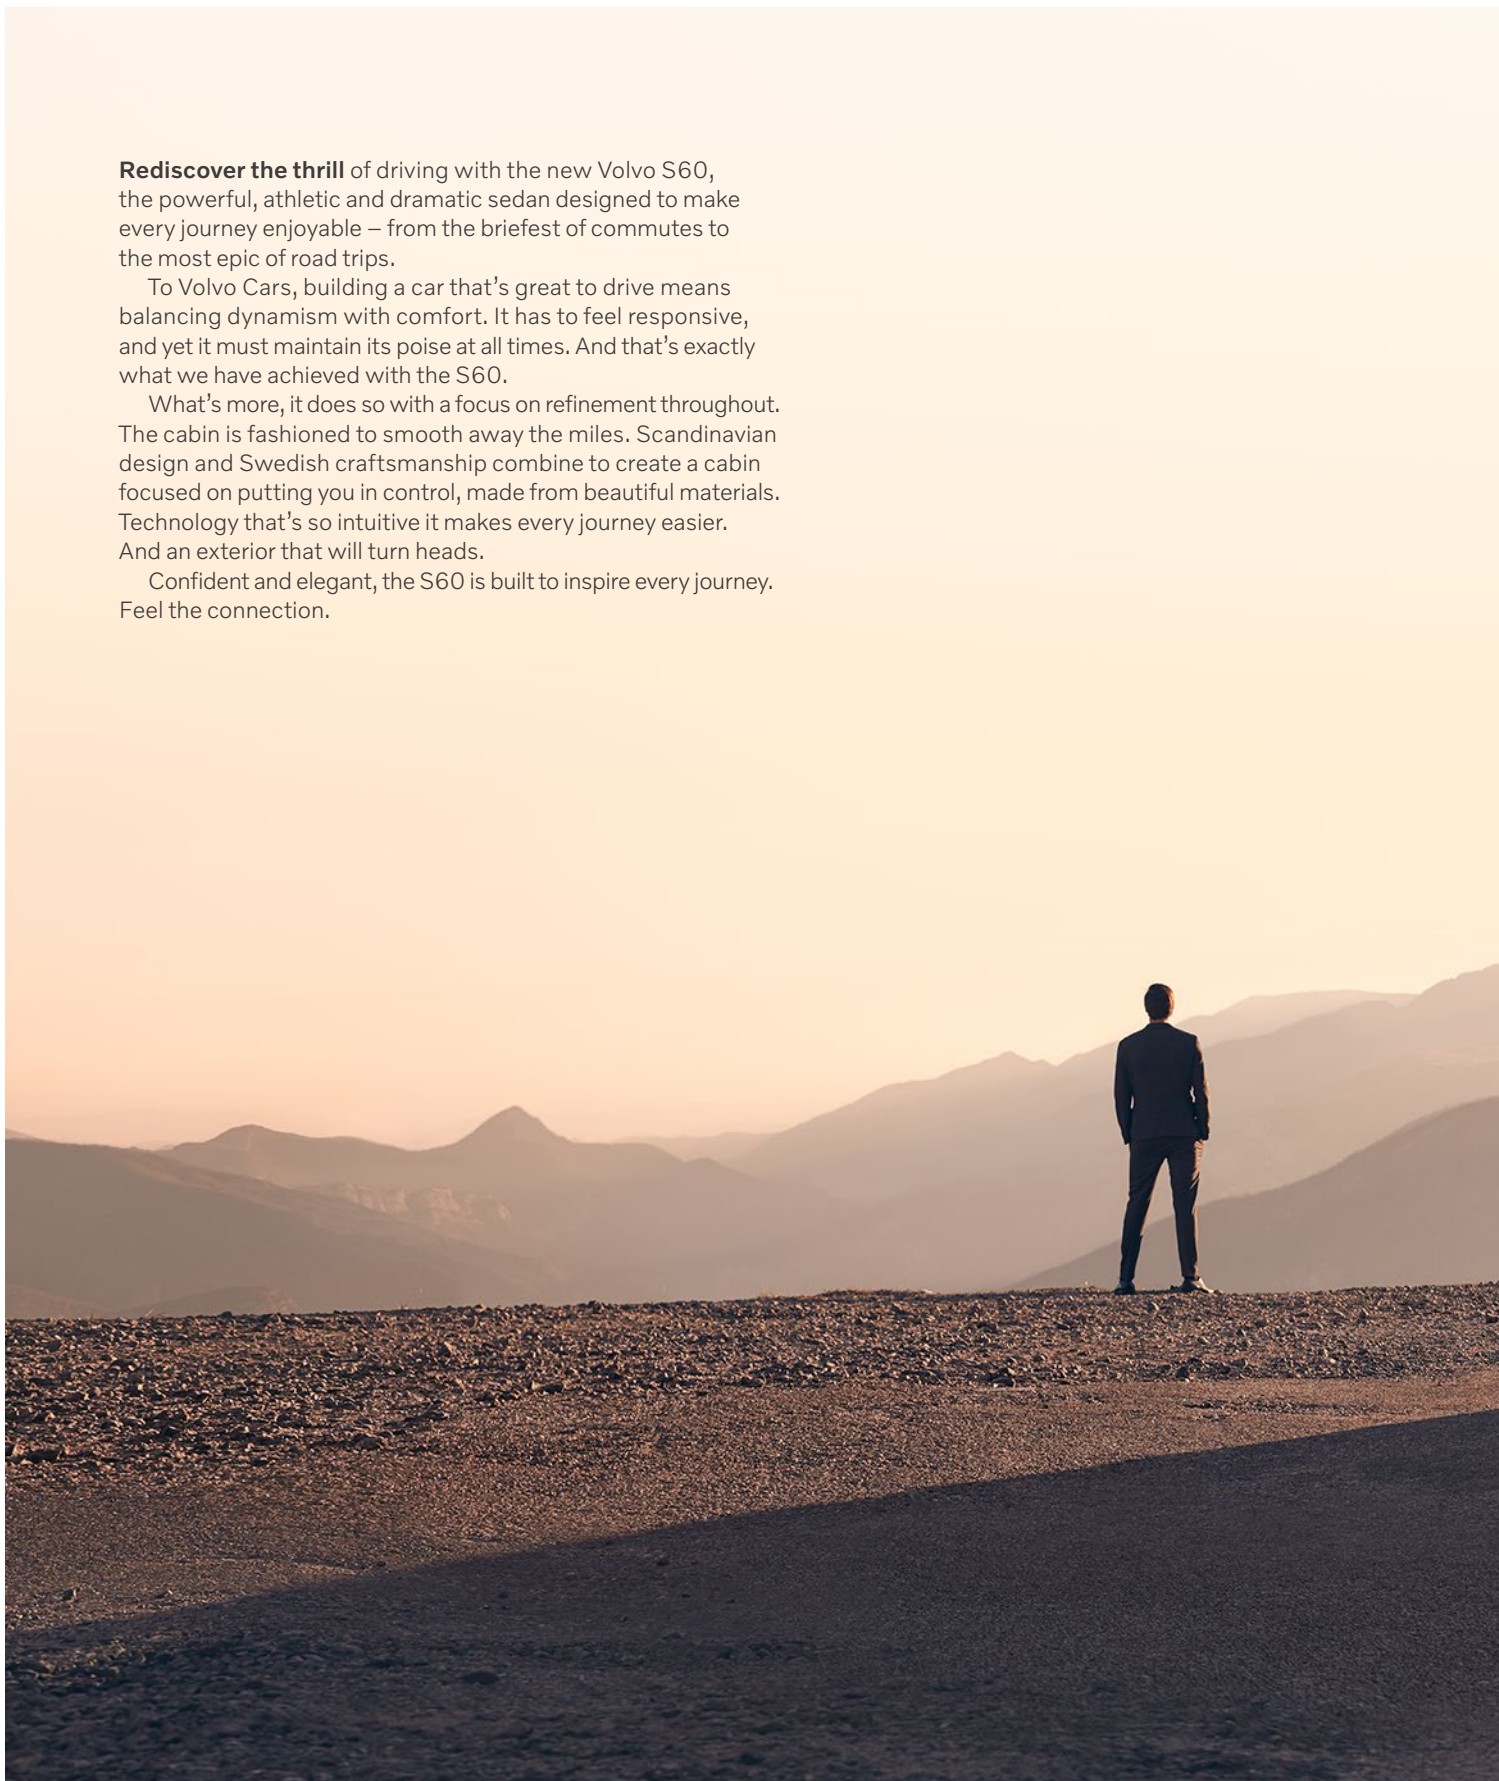 Rediscover the thrill of driving with the new Volvo S60,
the powerful, athletic and dramatic sedan designed to make
every journey enjoyable – from the briefest of commutes to
the most epic of road trips.
To Volvo Cars, building a car that’s great to drive means
balancing dynamism with comfort. It has to feel responsive,
and yet it must maintain its poise at all times. And that’s exactly
what we have achieved with the S60.
What’s more, it does so with a focus on refinement throughout.
The cabin is fashioned to smooth away the miles. Scandinavian
design and Swedish craftsmanship combine to create a cabin
focused on putting you in control, made from beautiful materials.
Technology that’s so intuitive it makes every journey easier.
And an exterior that will turn heads.
Confident and elegant, the S60 is built to inspire every journey.
Feel the connection.